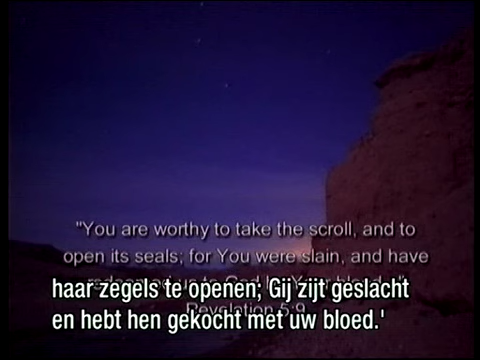 "You are worthy to take the scroll, and to
open its seals; for You were slain, and have
haar zegels te openen; Gij zijt geslacht
Revelation 5:9
en hebt hen gekocht met uw bloed.'